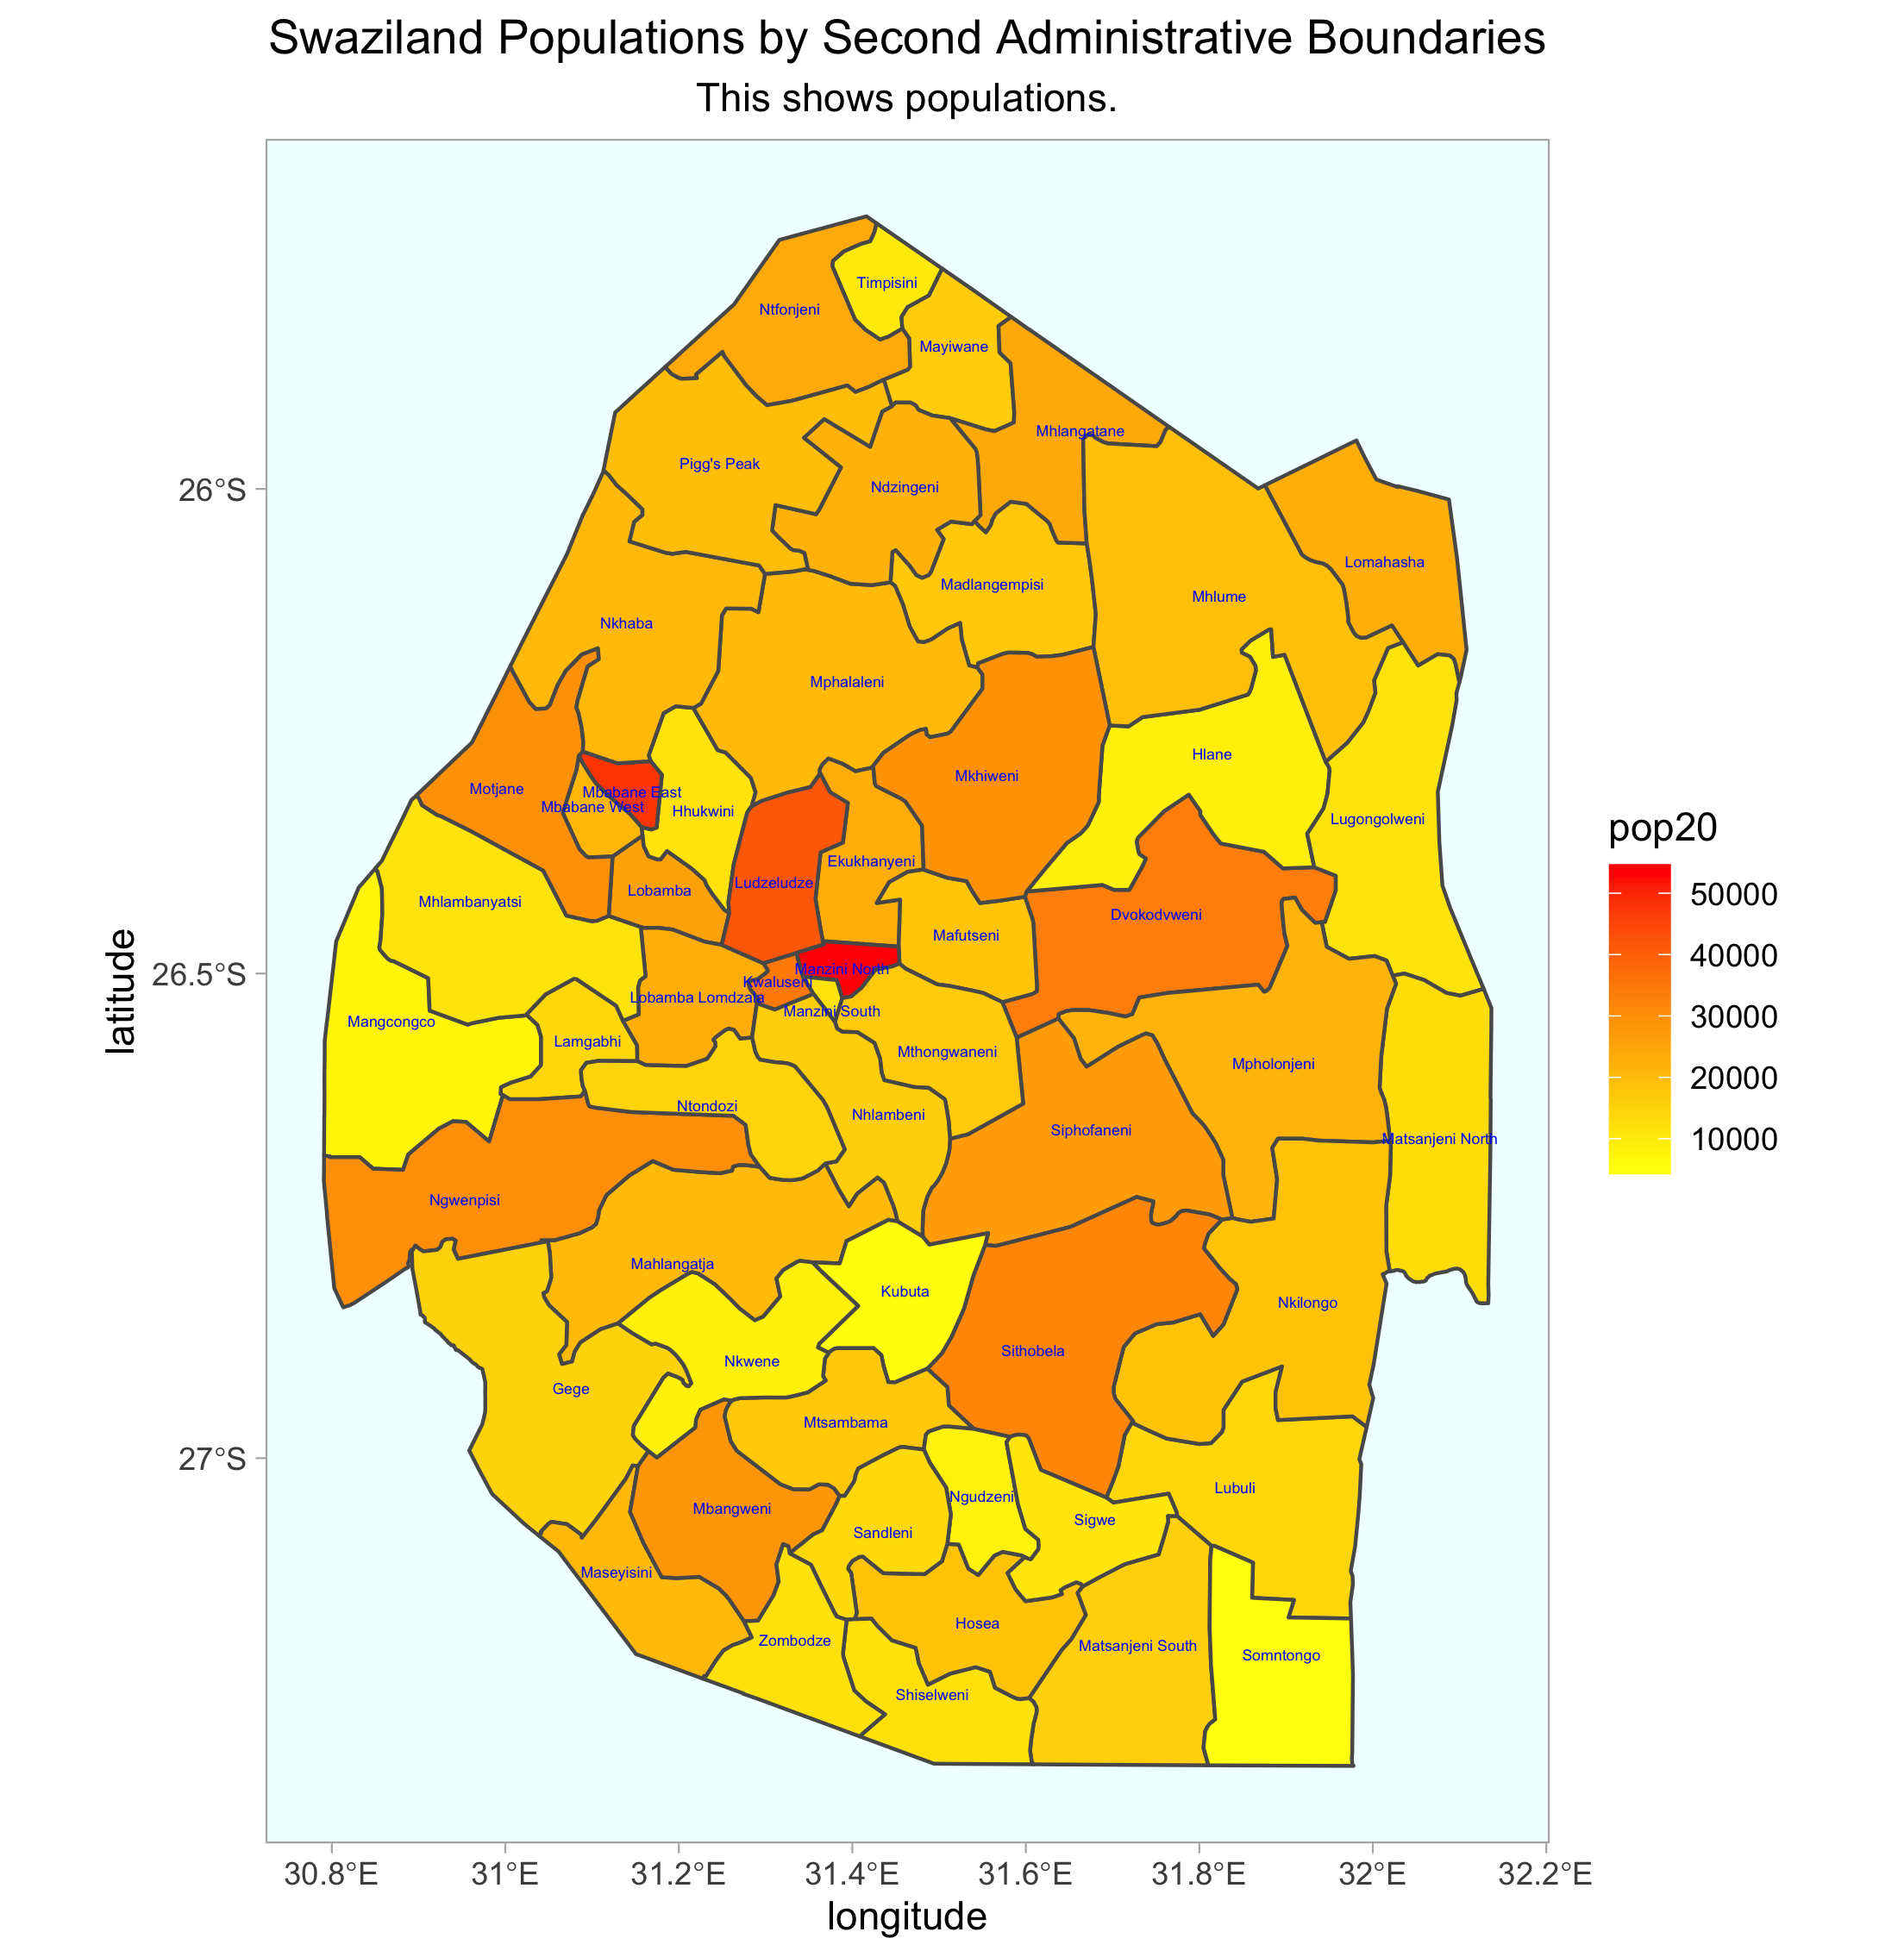 Swaziland Populations by Second Administrative Boundaries
This shows populations.
Timpisini
Ntfonjeni
Mayiwane
Mhlangatane
Pigg's Peak
Ndzingeni
26°S
Lomahasha
Madlangempisi
Mhlume
Nkhaba
Mphalaleni
Hlane
Mkhiweni
Motjane
Mbabane East
Mbabane West
Hhukwini
Lugongolweni
pop20
Ekukhanyeni
Ludzeludze
Lobamba
50000
Mhlambanyatsi
Dvokodvweni
Mafutseni
40000
latitude
Manzini North
26.5°S
Kwaluseni
Lobamba Lomdzala
Manzini South
30000
Mangcongco
Lamgabhi
Mthongwaneni
Mpholonjeni
20000
Ntondozi
Nhlambeni
Siphofaneni
Matsanjeni North
10000
Ngwenpisi
Mahlangatja
Kubuta
Nkilongo
Sithobela
Nkwene
Gege
Mtsambama
27°S
Lubuli
Ngudzeni
Mbangweni
Sigwe
Sandleni
Maseyisini
Hosea
Zombodze
Matsanjeni South
Somntongo
Shiselweni
30.8°E 31°E 31.2°E 31.4°E 31.6°E 31.8°E 32°E 32.2°E
longitude